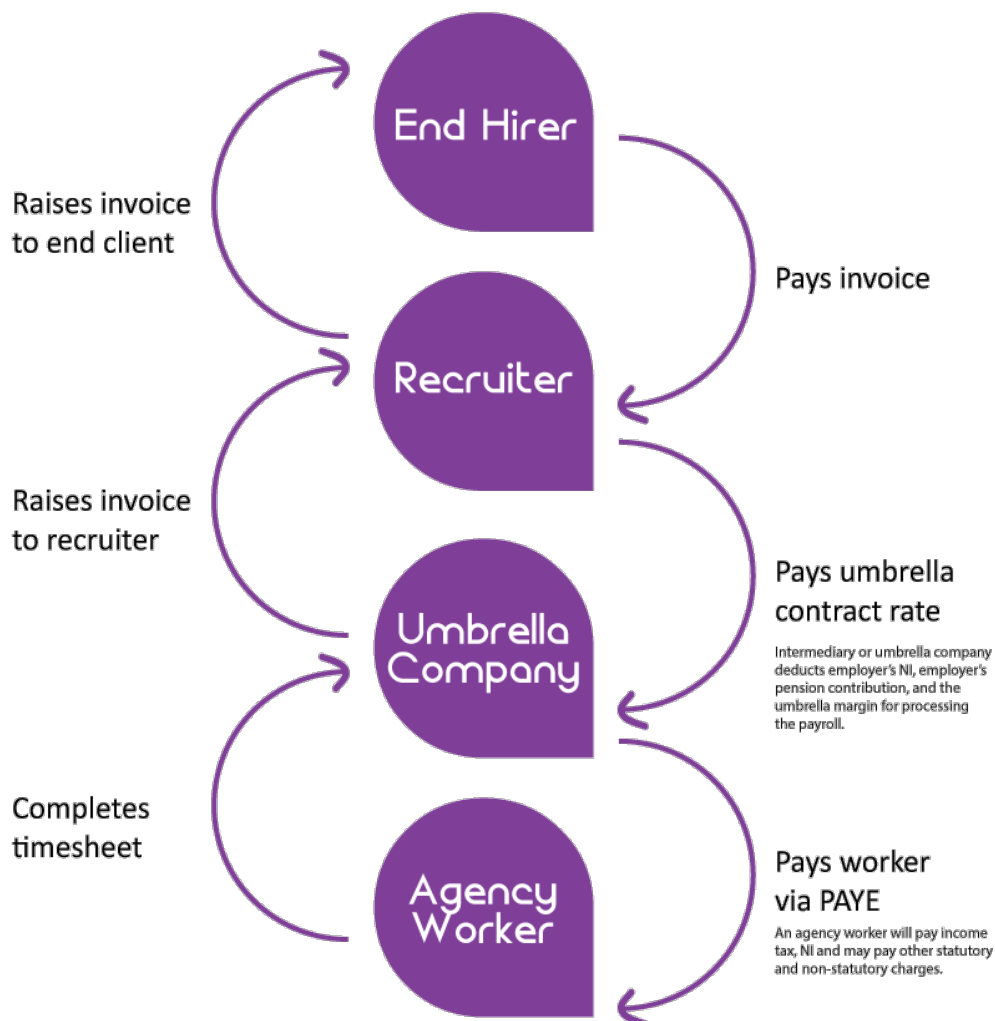 End Hirer
Raises invoice
to end client
Pays invoice
Recruiter
Raises invoice
to recruiter
Pays umbrella
contract rate
Intermediary or umbrella company
deducts employer's NI, employer's
pension contribution, and the
umbrella margin for processing
the payroll.
Umbrella
Company
Completes
timesheet
Pays worker
via PAYE
An agency worker will pay income
tax, NI and may pay other statutory
and non-statutory charges.
Agency
Worker